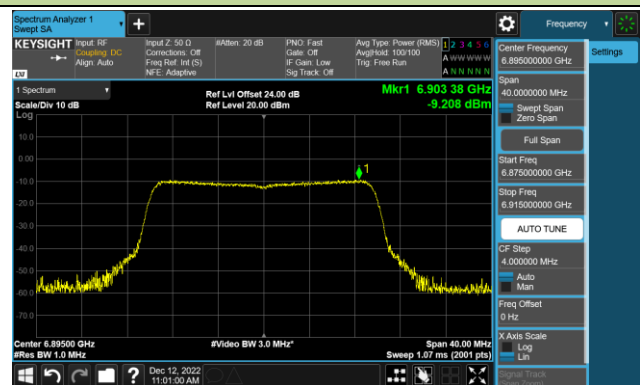 Spectrum Analyzer 1
Swept SA
+
Frequency
KEYSIGHT
Input: RF
Coupling: DC
Align: Auto
Input Z: 50 Ω
Corrections: Off
Freq Ref: Int (S)
NFE: Adaptive
#Atten: 20 dB
PNO: Fast
Gate: Off
IF Gain: Low
Sig Track: Off
Avg Type: Power (RMS)
Avg|Hold: 100/100
Trig: Free Run
1 2 3 4 5 6
A W W W W W
A N N N N N
LXI
1 Spectrum
Scale/Div 10 dB
Log
Ref Lvl Offset 24.00 dB
Ref Level 20.00 dBm
Mkr1 6.903 38 GHz
-9.208 dBm
10.0
0.00
-10.0
-20.0
-30.0
-40.0
-50.0
-60.0
-70.0
1
Center 6.89500 GHz
#Res BW 1.0 MHz
#Video BW 3.0 MHz*
Span 40.00 MHz
Sweep 1.07 ms (2001 pts)
Center Frequency
6.895000000 GHz
Settings
Span
40.0000000 MHz
Swept Span
Zero Span
Full Span
Start Freq
6.875000000 GHz
Stop Freq
6.915000000 GHz
AUTO TUNE
CF Step
4.000000 MHz
Auto
Man
Freq Offset
0 Hz
X Axis Scale
Log
Lin
Signal Track
(Span Zoom)
?
Dec 12, 2022
11:01:00 AM